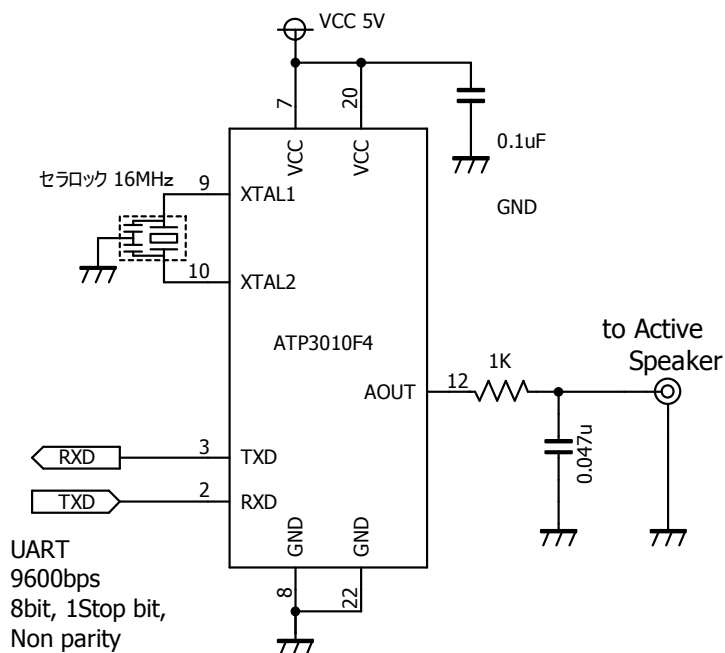 VCC 5V
7
20
VCC
VCC
0.1uF
GND
セラロック 16MHz
9
XTAL1
10
XTAL2
ATP3010F4
AOUT
12
1K
to Active
Speaker
0.047u
RXD
3
TXD
TXD
2
RXD
GND
GND
8
22
UART
9600bps
8bit, 1Stop bit,
Non parity